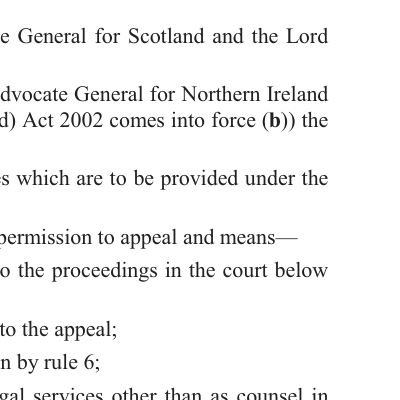 e General for Scotland and the Lord
dvocate General for Northern Ireland
d) Act 2002 comes into force (b)) the
s which are to be provided under the
permission to appeal and means—
o the proceedings in the court below
to the appeal;
n by rule 6;
gal services other than as counsel in